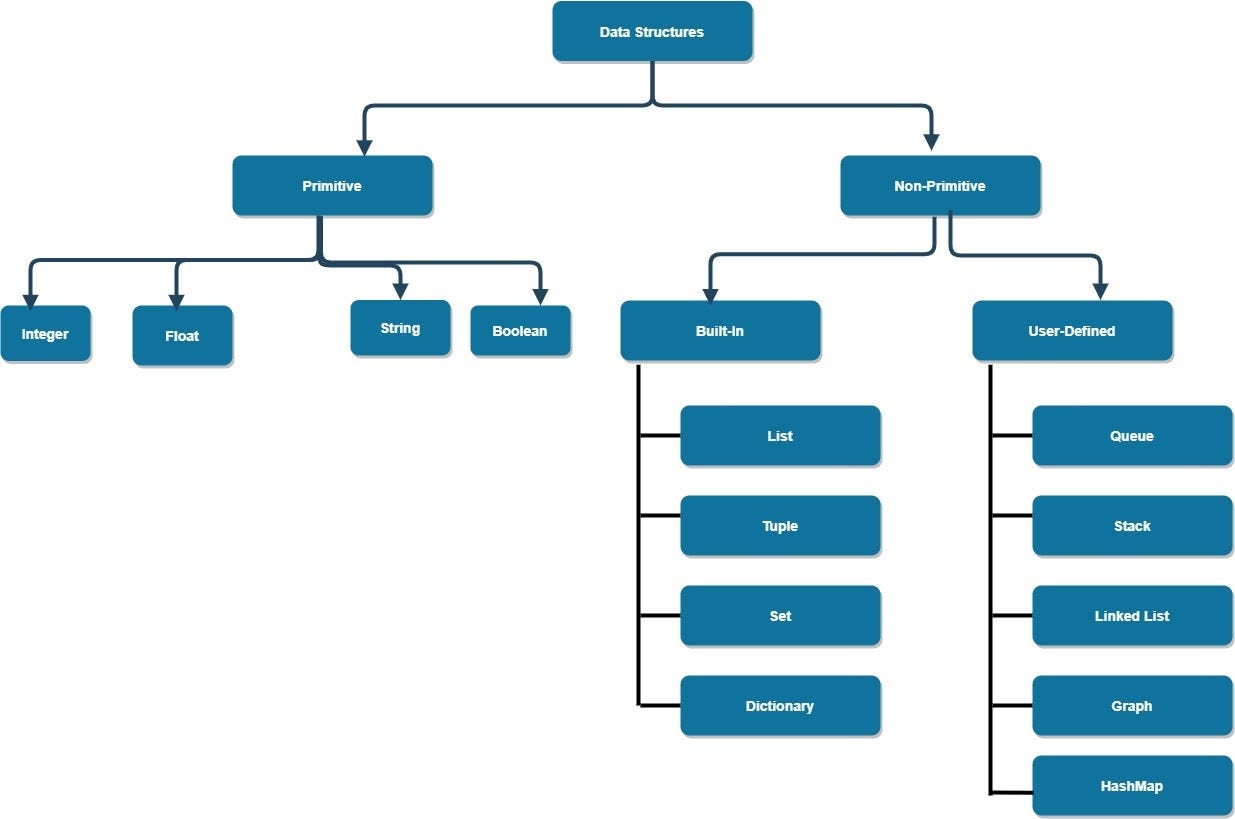 Data Structures
Primitive
Non-Primitive
Integer
Float
String
Boolean
Built-In
User-Defined
List
Tuple
Set
Dictionary
Queue
Stack
Linked List
Graph
HashMap